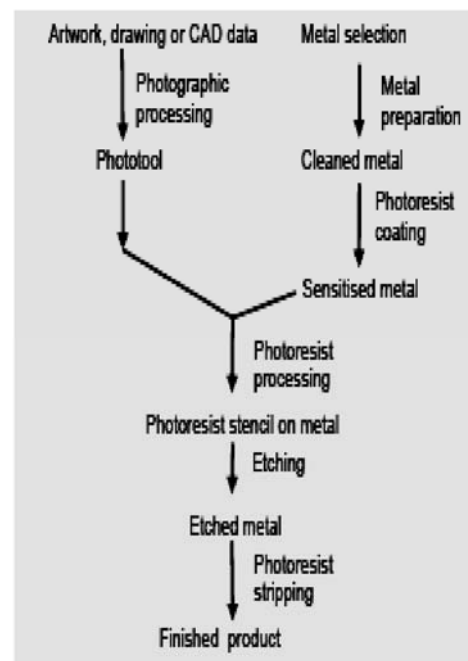 Artwork, drawing or CAD data
Metal selection
Photographic
processing
Metal
preparation
Phototool
Cleaned metal
Photoresist
coating
Sensitised metal
Photoresist
processing
Photoresist stencil on metal
Etching
Etched metal
Photoresist
stripping
Finished product